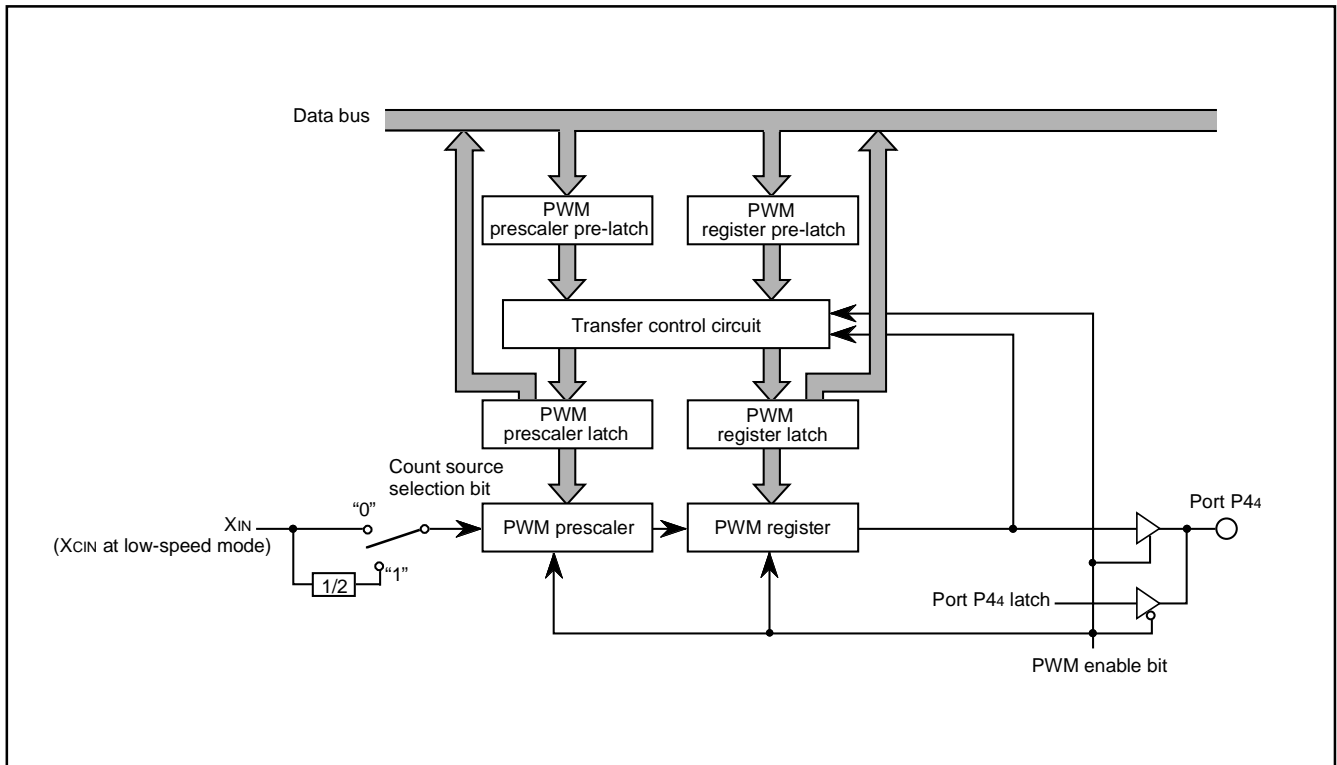 Data bus
PWM
prescaler pre-latch
PWM
register pre-latch
Transfer control circuit
PWM
prescaler latch
PWM
register latch
Count source
selection bit
“0”
XIN
(XCIN at low-speed mode)
“1”
1/2
PWM prescaler
PWM register
Port P44
Port P44 latch
PWM enable bit